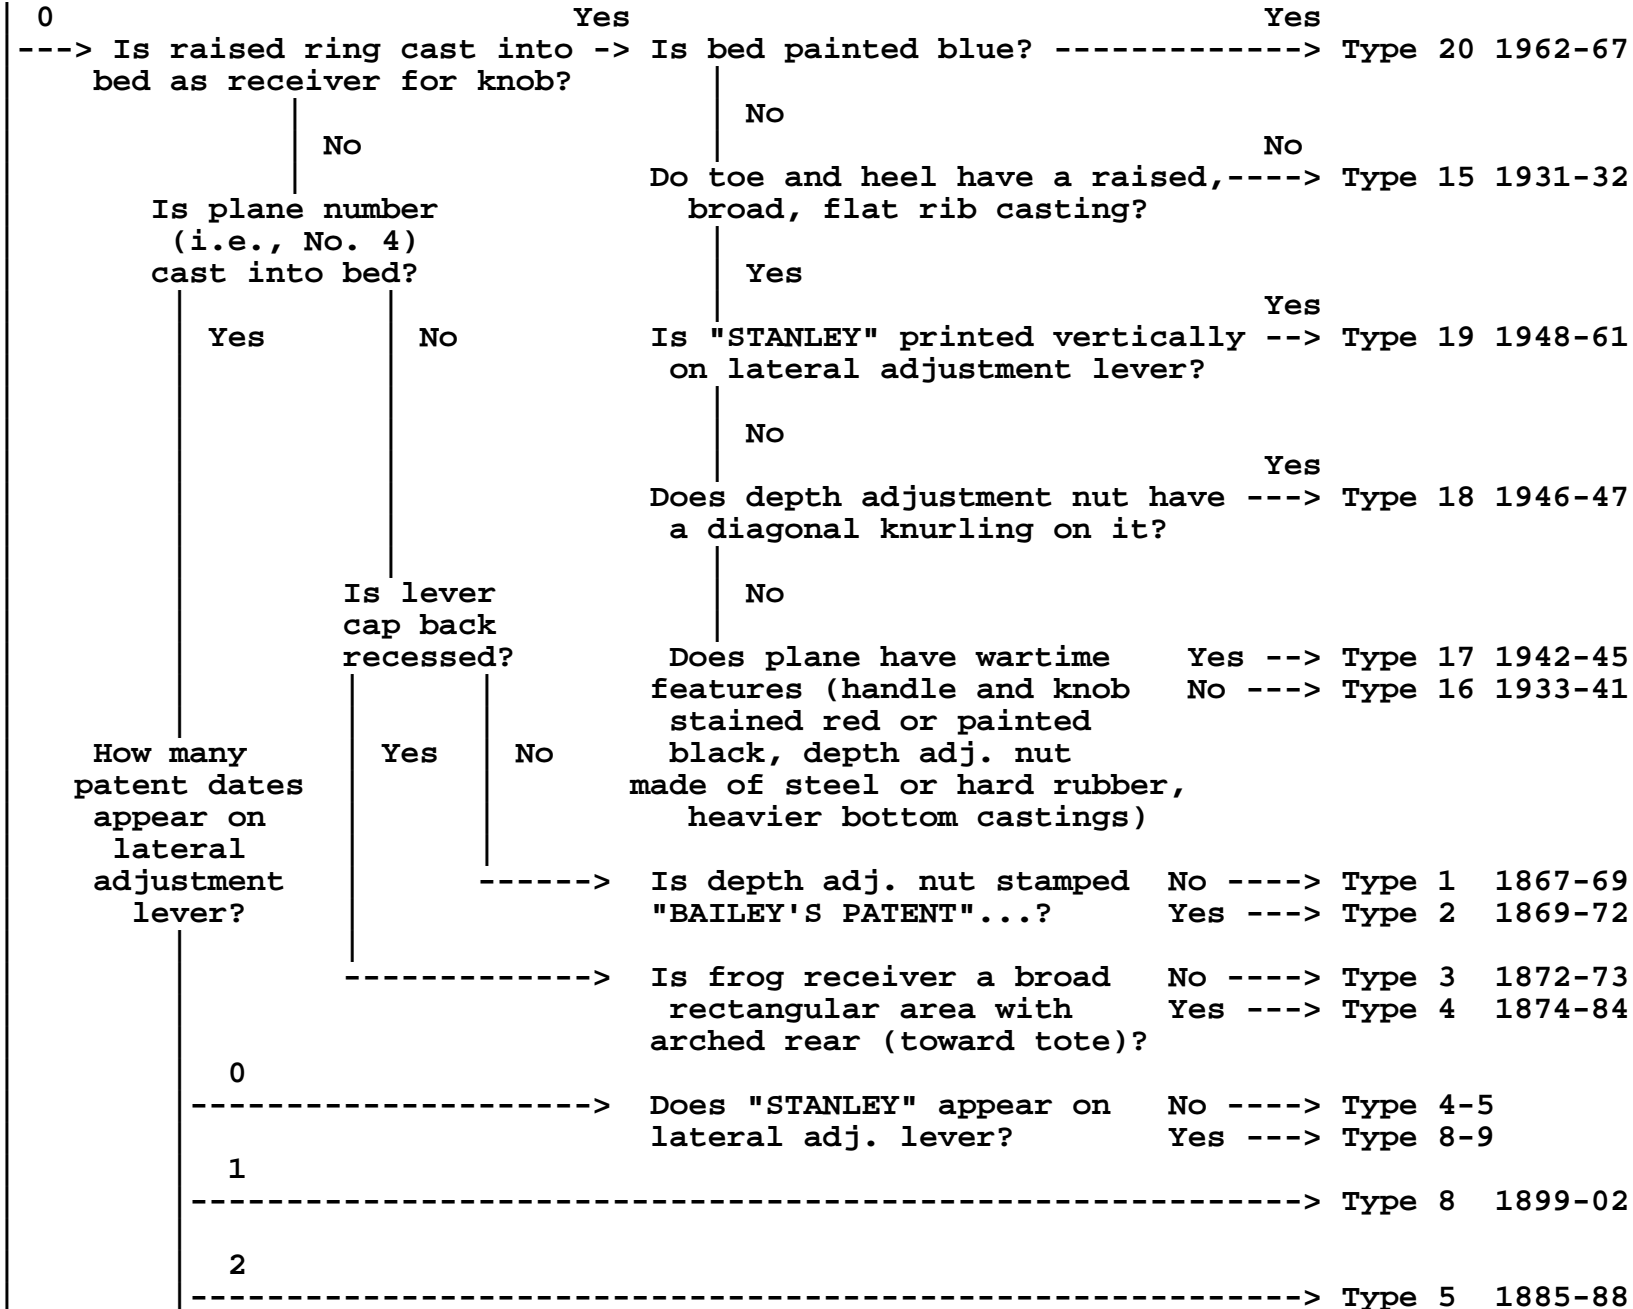 0 Yes Yes
---> Is raised ring cast into -> Is bed painted blue? -------------> Type 20 1962-67
bed as receiver for knob?
No
No No
Do toe and heel have a raised,----> Type 15 1931-32
Is plane number broad, flat rib casting?
(i.e., No. 4)
cast into bed? Yes
Yes
Yes No Is "STANLEY" printed vertically --> Type 19 1948-61
on lateral adjustment lever?
No
Yes
Does depth adjustment nut have ---> Type 18 1946-47
a diagonal knurling on it?
Is lever No
cap back
recessed? Does plane have wartime Yes --> Type 17 1942-45
features (handle and knob No ---> Type 16 1933-41
stained red or painted
How many Yes No black, depth adj. nut
patent dates made of steel or hard rubber,
appear on heavier bottom castings)
lateral
adjustment ------> Is depth adj. nut stamped No ----> Type 1 1867-69
lever? "BAILEY'S PATENT"...? Yes ---> Type 2 1869-72
-------------> Is frog receiver a broad No ----> Type 3 1872-73
rectangular area with Yes ---> Type 4 1874-84
arched rear (toward tote)?
0
---------------------> Does "STANLEY" appear on No ----> Type 4-5
lateral adj. lever? Yes ---> Type 8-9
1
----------------------------------------------------------> Type 8 1899-02
2
----------------------------------------------------------> Type 5 1885-88